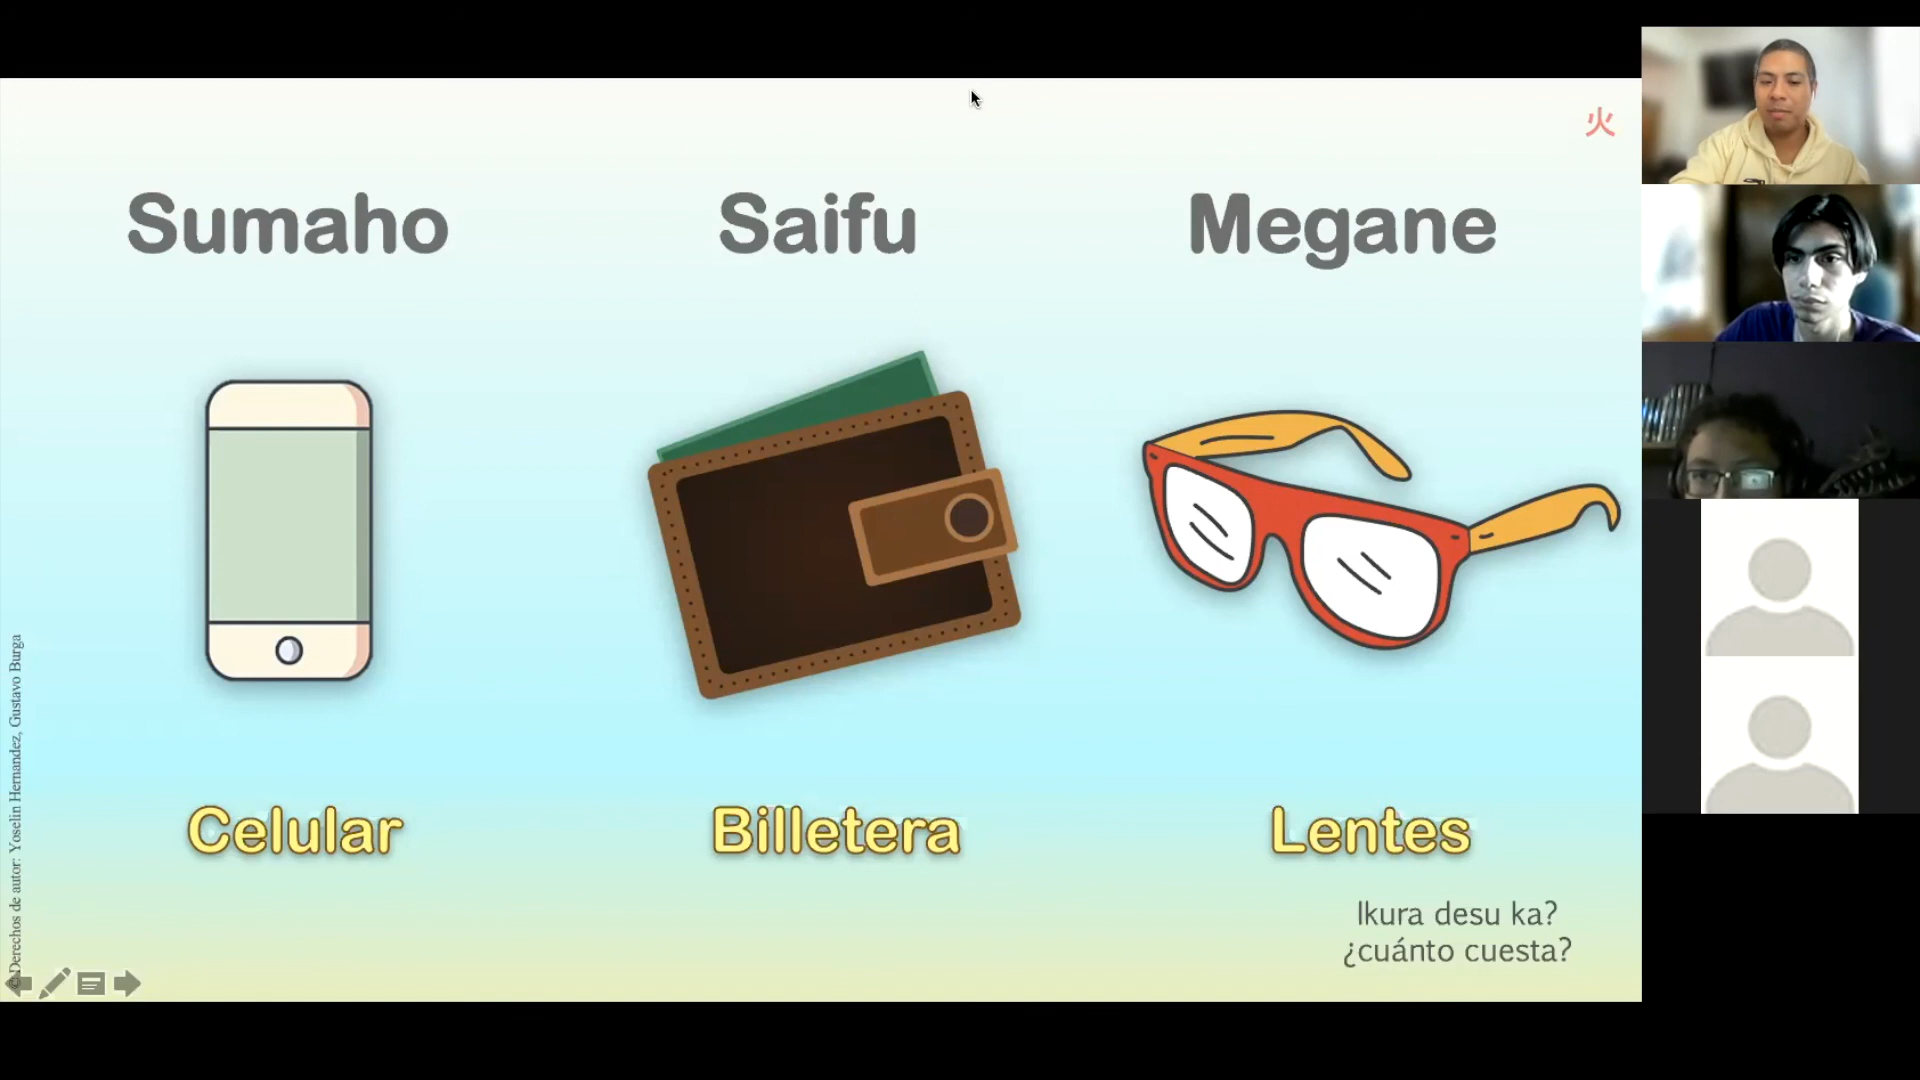 火
Sumaho Saifu Megane
Celular Billetera Lentes
Ikura desu ka?
¿cuánto cuesta?
©Derechos de autor: Yoselin Hernandez, Gustavo Burga